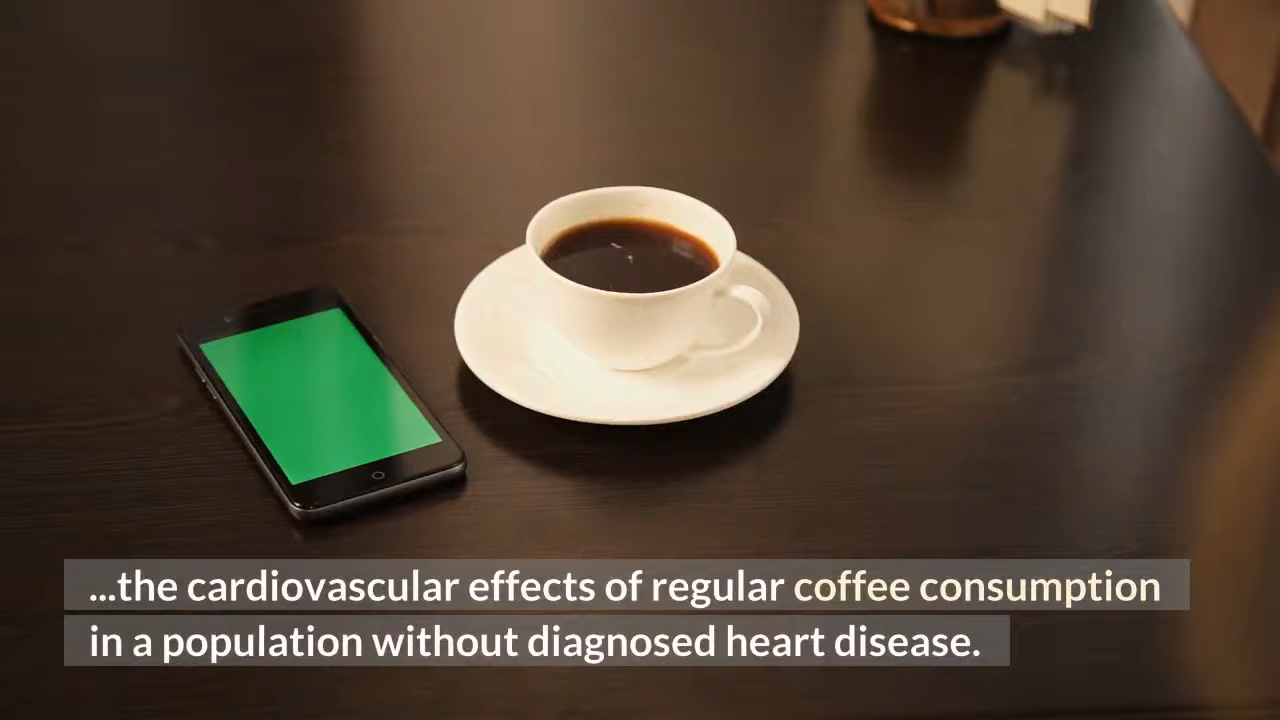 ...the cardiovascular effects of regular coffee consumption
in a population without diagnosed heart disease.